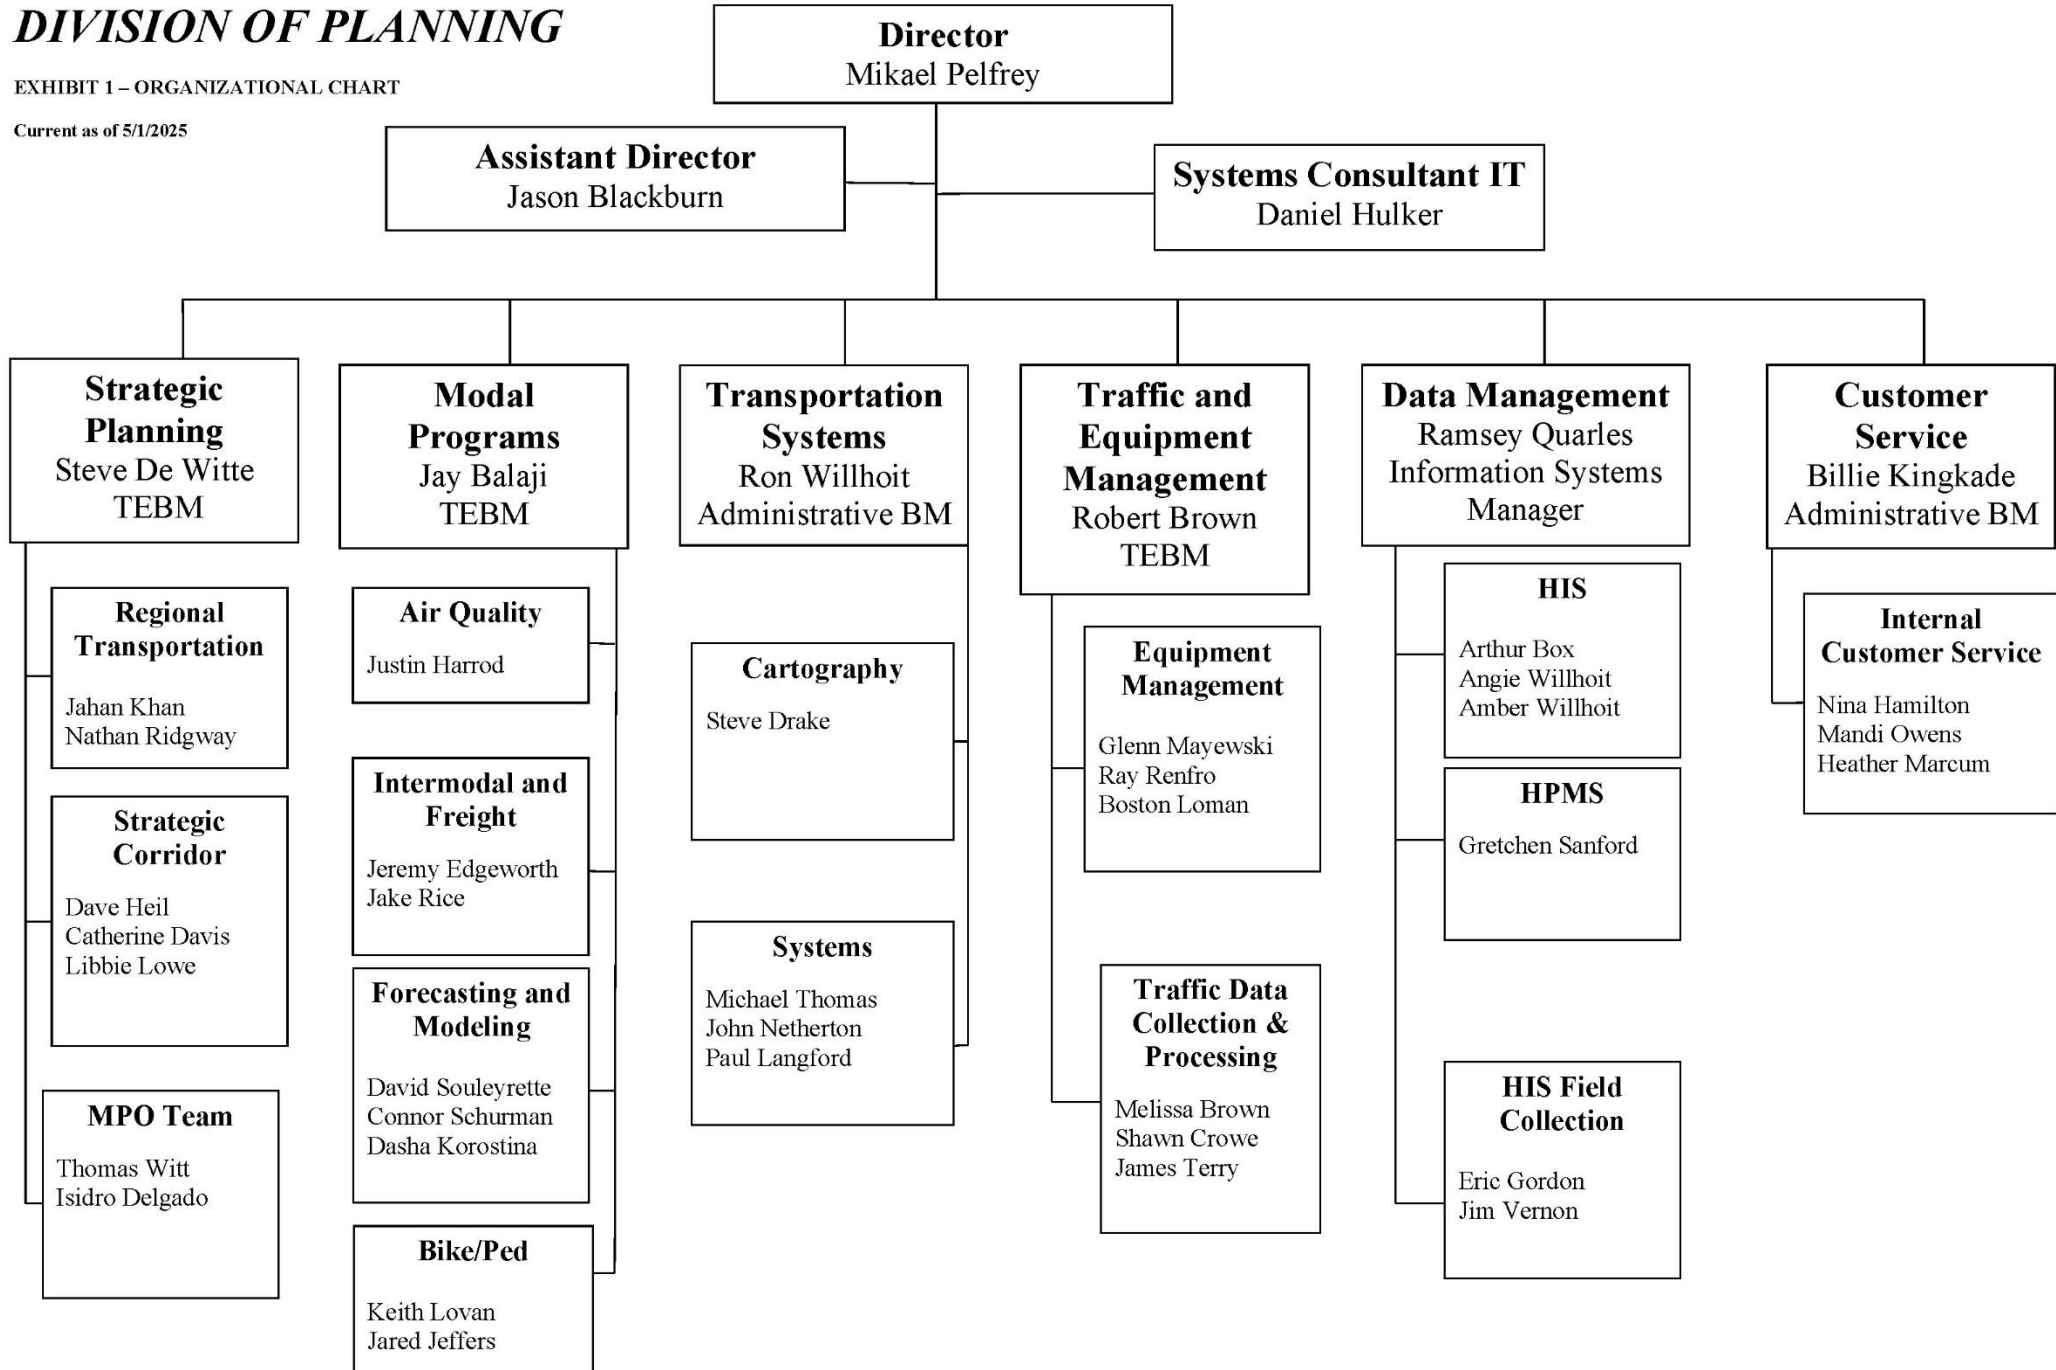 DIVISION OF PLANNING
EXHIBIT 1 – ORGANIZATIONAL CHART
Current as of 5/1/2025
Director
Mikael Pelfrey
Assistant Director
Jason Blackburn
Systems Consultant IT
Daniel Hulker
Strategic
Planning
Steve De Witte
TEBM
Regional
Transportation
Jahan Khan
Nathan Ridgway
Strategic
Corridor
Dave Heil
Catherine Davis
Libbie Lowe
MPO Team
Thomas Witt
Isidro Delgado
Modal
Programs
Jay Balaji
TEBM
Air Quality
Justin Harrod
Intermodal and
Freight
Jeremy Edgeworth
Jake Rice
Forecasting and
Modeling
David Souleyrette
Connor Schurman
Dasha Korostina
Bike/Ped
Keith Lovan
Jared Jeffers
Transportation
Systems
Ron Willhoit
Administrative BM
Cartography
Steve Drake
Systems
Michael Thomas
John Netherton
Paul Langford
Traffic and
Equipment
Management
Robert Brown
TEBM
Equipment
Management
Glenn Mayewski
Ray Renfro
Boston Loman
Traffic Data
Collection &
Processing
Melissa Brown
Shawn Crowe
James Terry
Data Management
Ramsey Quarles
Information Systems
Manager
HIS
Arthur Box
Angie Willhoit
Amber Willhoit
HPMS
Gretchen Sanford
HIS Field
Collection
Eric Gordon
Jim Vernon
Customer
Service
Billie Kingkade
Administrative BM
Internal
Customer Service
Nina Hamilton
Mandi Owens
Heather Marcum